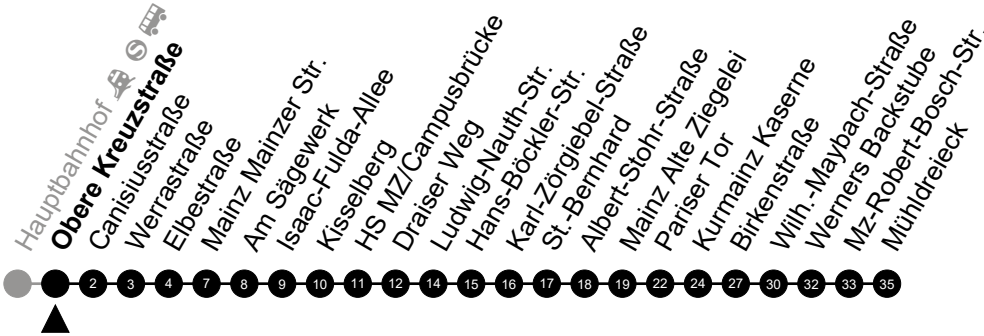 Hauptbahnhof S
Obere Kreuzstraße
Canisiusstraße
Werrastraße
Elbestraße
Mainz Mainzer Str.
Am Sägewerk
Isaac-Fulda-Allee
Kisselberg
HS MZ/Campusbrücke
Draiser Weg
Ludwig-Nauth-Str.
Hans-Böckler-Str.
Karl-Zörgiebel-Straße
St.-Bernhard
Albert-Stohr-Straße
Mainz Alte Ziegelei
Pariser Tor
Kurmainz Kaserne
Birkenstraße
Wilh.-Maybach-Straße
Werners Backstube
Mz-Robert-Bosch-Str.
Mühldreieck
2 3 4 7 8 9 10 11 12 14 15 16 17 18 19 22 24 27 30 32 33 35